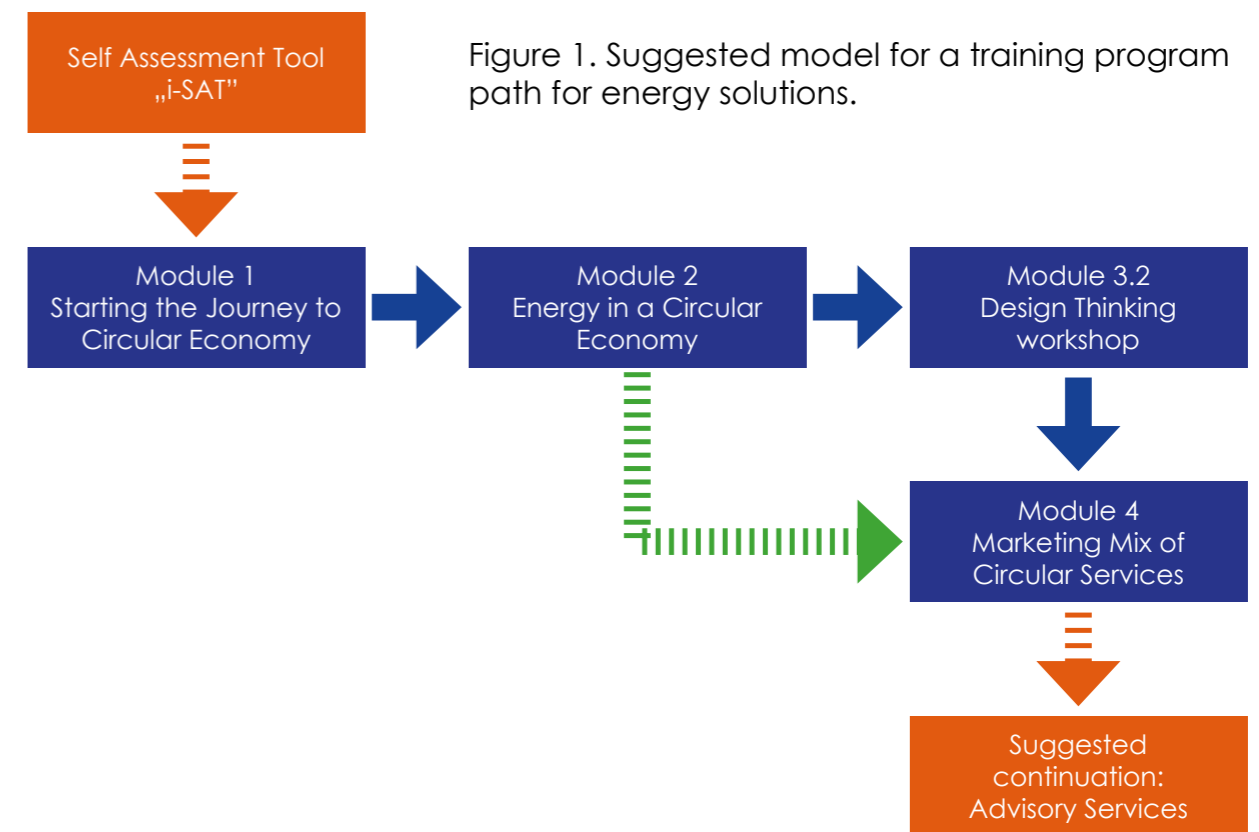 Self Assessment Tool
„i-SAT”
Figure 1. Suggested model for a training program
path for energy solutions.
Module 1
Starting the Journey to
Circular Economy
Module 2
Energy in a Circular
Economy
Module 3.2
Design Thinking
workshop
Module 4
Marketing Mix of
Circular Services
Suggested
continuation:
Advisory Services